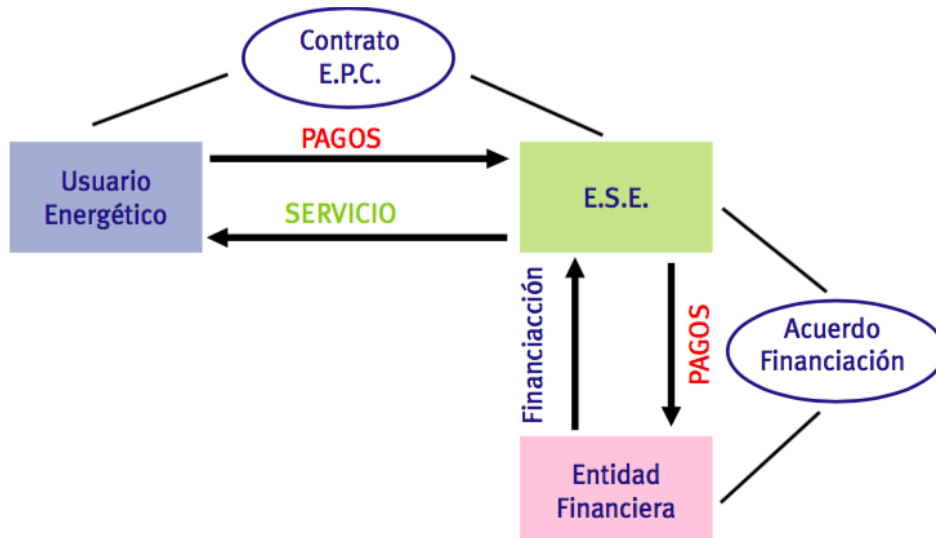 Contrato
E.P.C.
PAGOS
Usuario
Energético
E.S.E.
SERVICIO
Financiacción
PAGOS
Acuerdo
Financiación
Entidad
Financiera